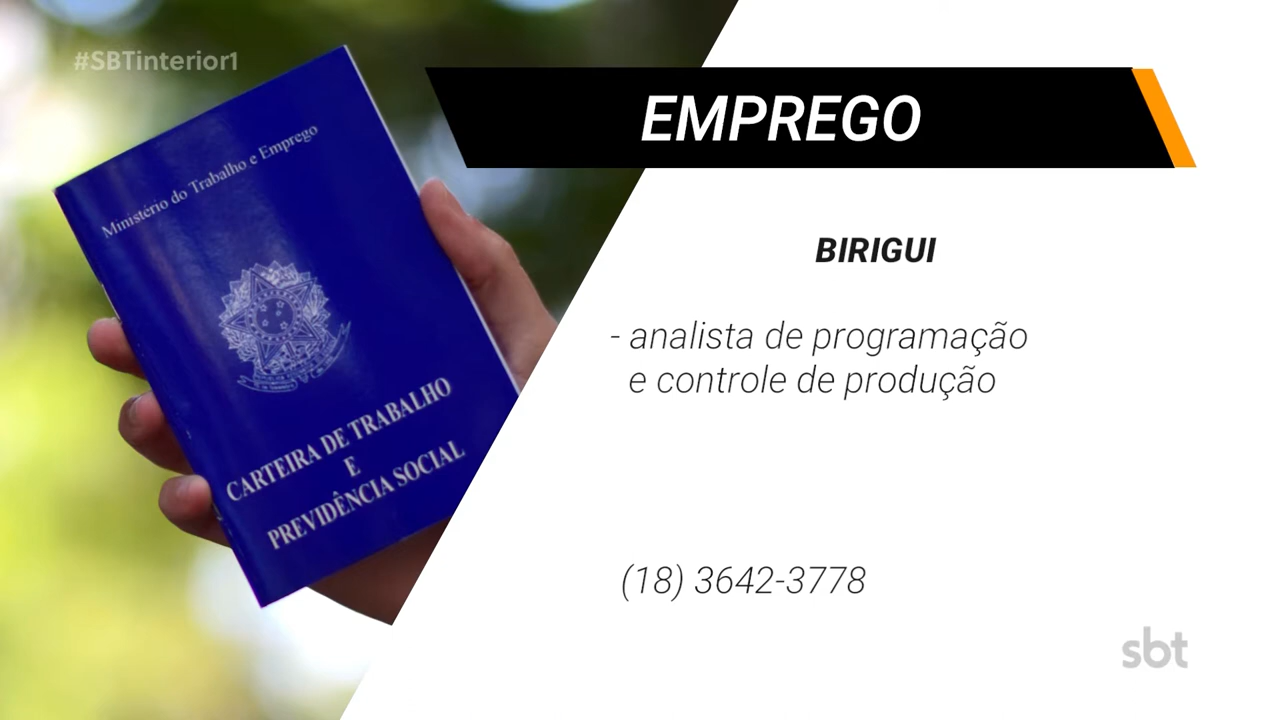 #SBTinterior1
EMPREGO
Ministério do Trabalho e Emprego
CARTEIRA DE TRABALHO
E
PREVIDÊNCIA SOCIAL
BIRIGUI
- analista de programação
e controle de produção
(18) 3642-3778
sbt